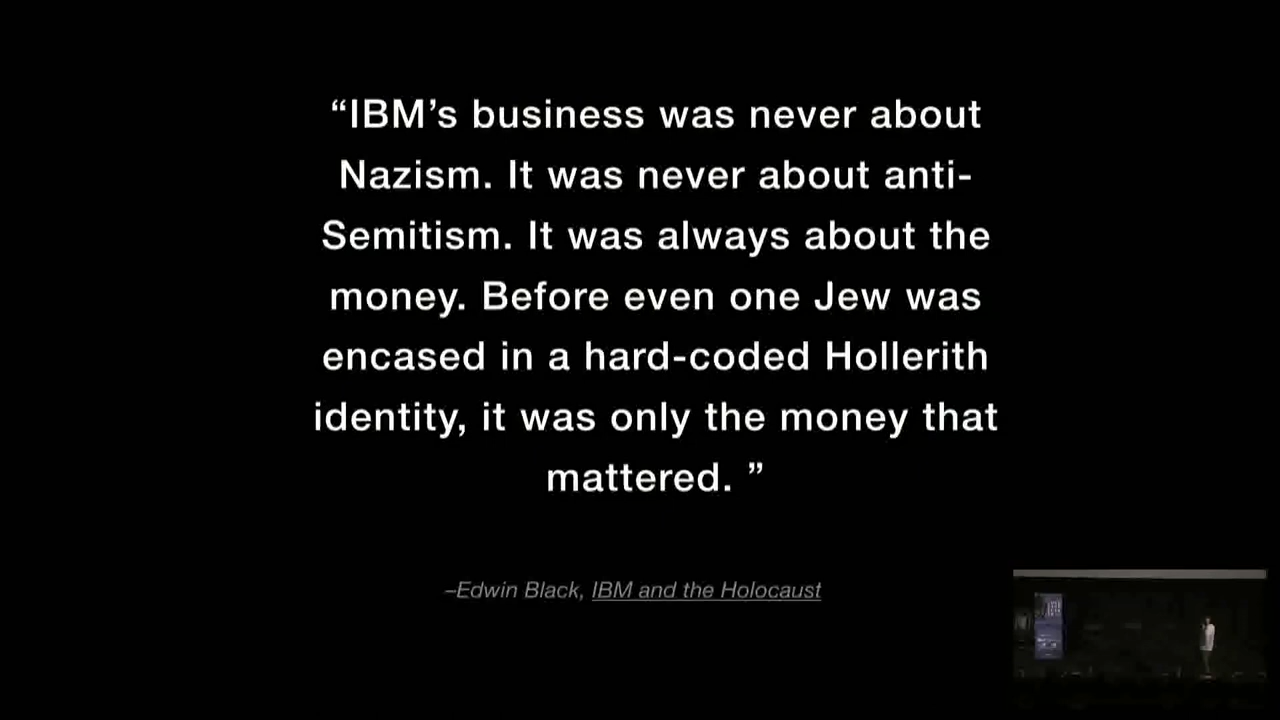 “IBM’s business was never about
Nazism. It was never about anti-
Semitism. It was always about the
money. Before even one Jew was
encased in a hard-coded Hollerith
identity, it was only the money that
mattered. ”
–Edwin Black, IBM and the Holocaust